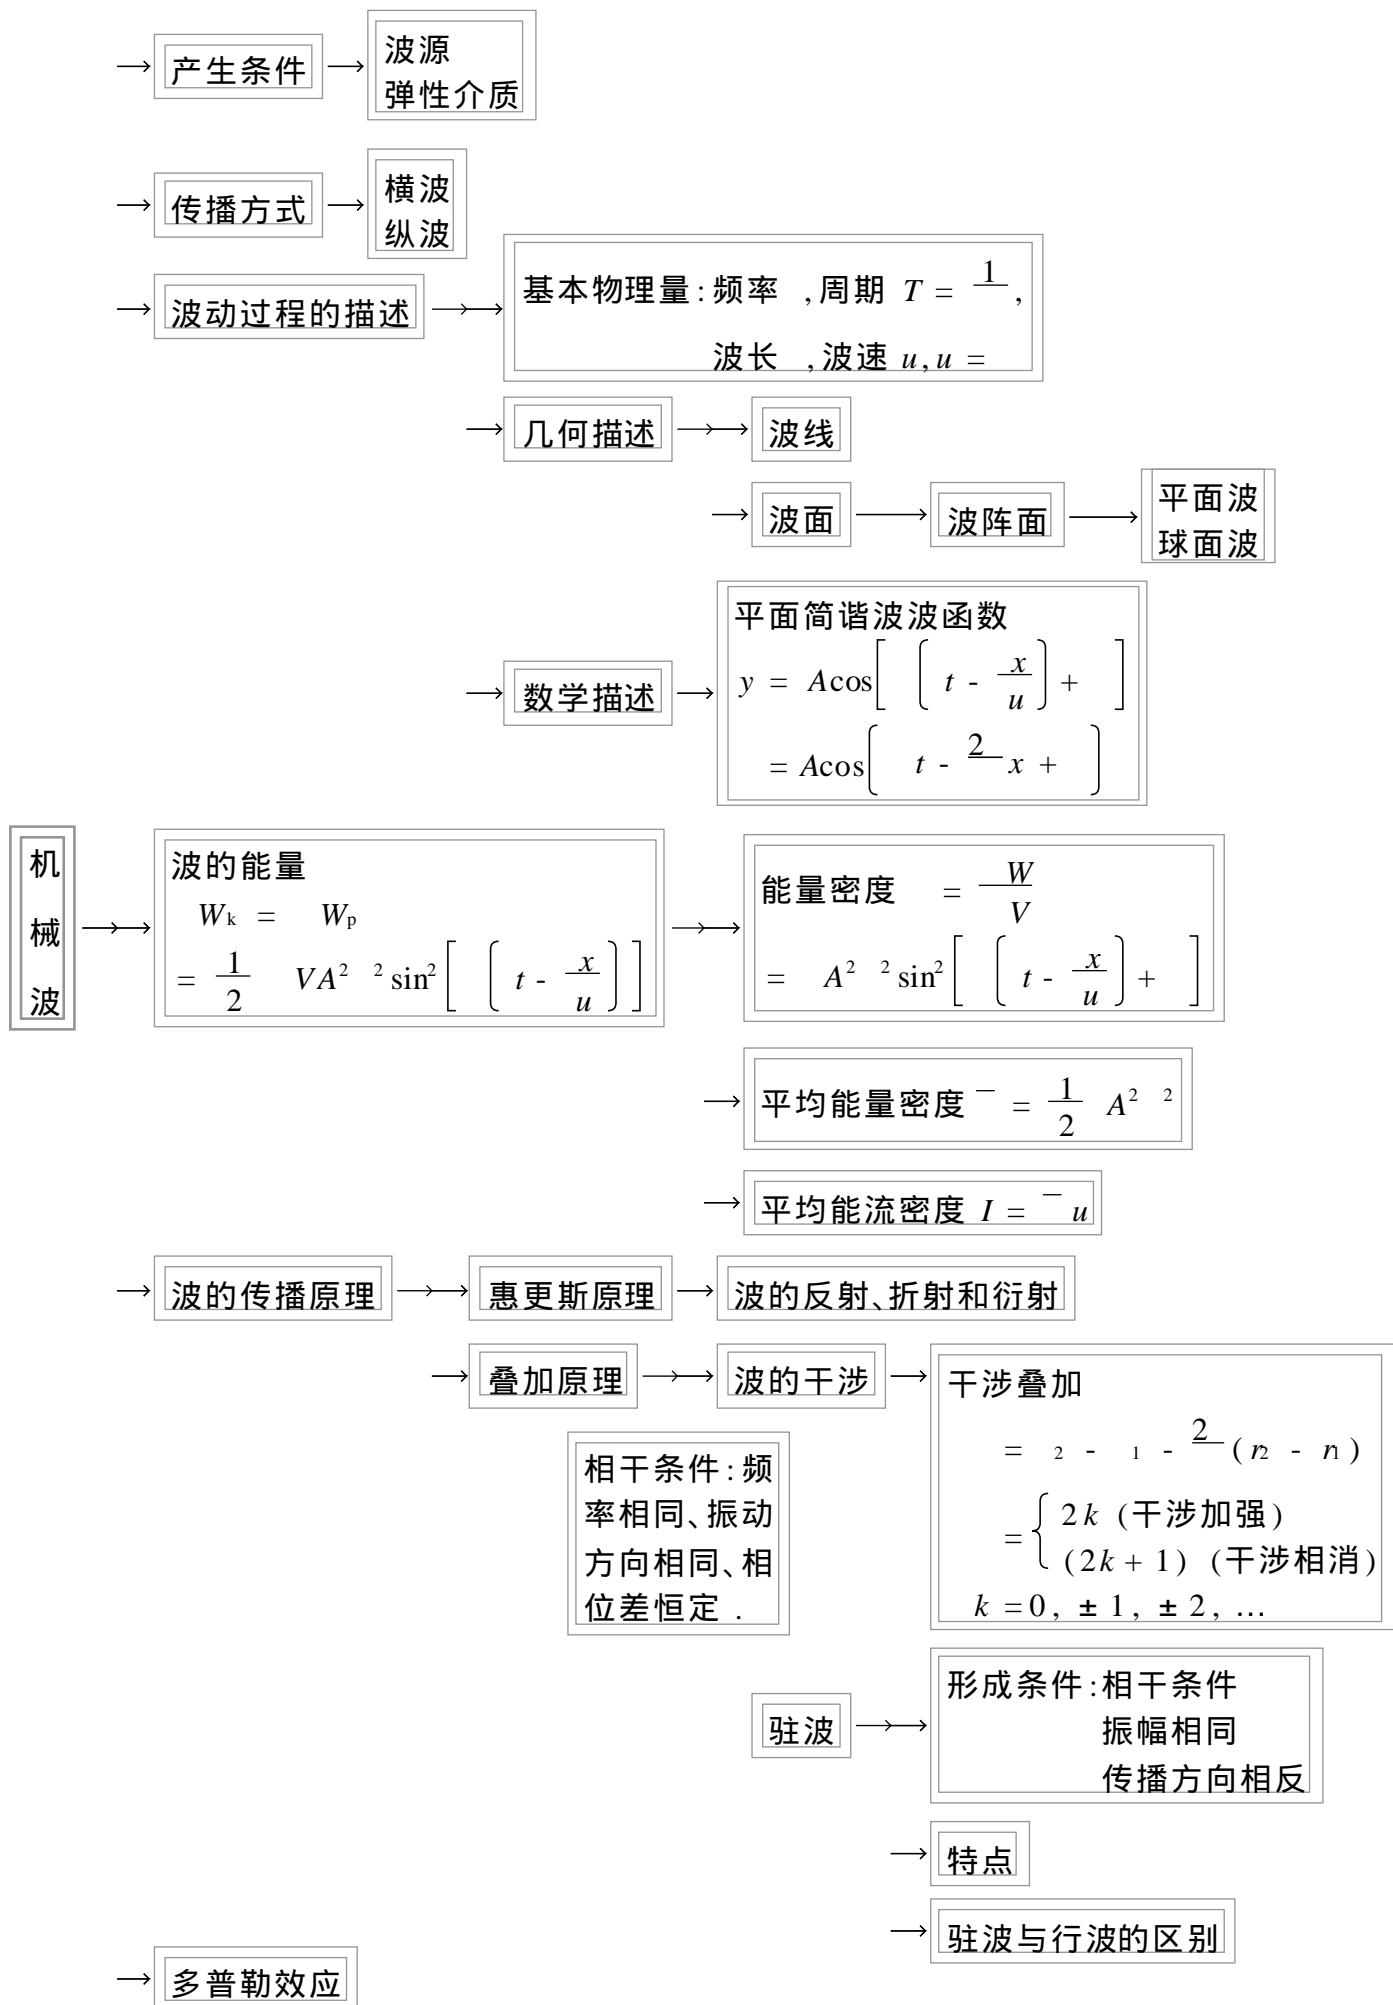 产生条件
波源
弹性介质
传播方式
横波
纵波
波动过程的描述
基本物理量:频率 ,周期 T = 1 ,
波长 ,波速 u, u =
几何描述
波线
波面
波阵面
平面波
球面波
数学描述
平面简谐波波函数
y = Acos[ ( t - x/u ) + ]
= Acos( t - 2 x + )
机
械
波
波的能量
Wk = Wp
= 1/2 VA² ² sin² [ ( t - x/u ) ]
能量密度 = W/V
= A² ² sin² [ ( t - x/u ) + ]
平均能量密度 ¯ = 1/2 A² ²
平均能流密度 I = ¯ u
波的传播原理
惠更斯原理
波的反射、折射和衍射
叠加原理
波的干涉
干涉叠加
= ₂ - ₁ - 2 ( r₂ - r₁ )
= { 2k (干涉加强)
(2k + 1) (干涉相消)
k = 0, ± 1, ± 2, …
相干条件:频
率相同、振动
方向相同、相
位差恒定 .
驻波
形成条件:相干条件
振幅相同
传播方向相反
特点
驻波与行波的区别
多普勒效应